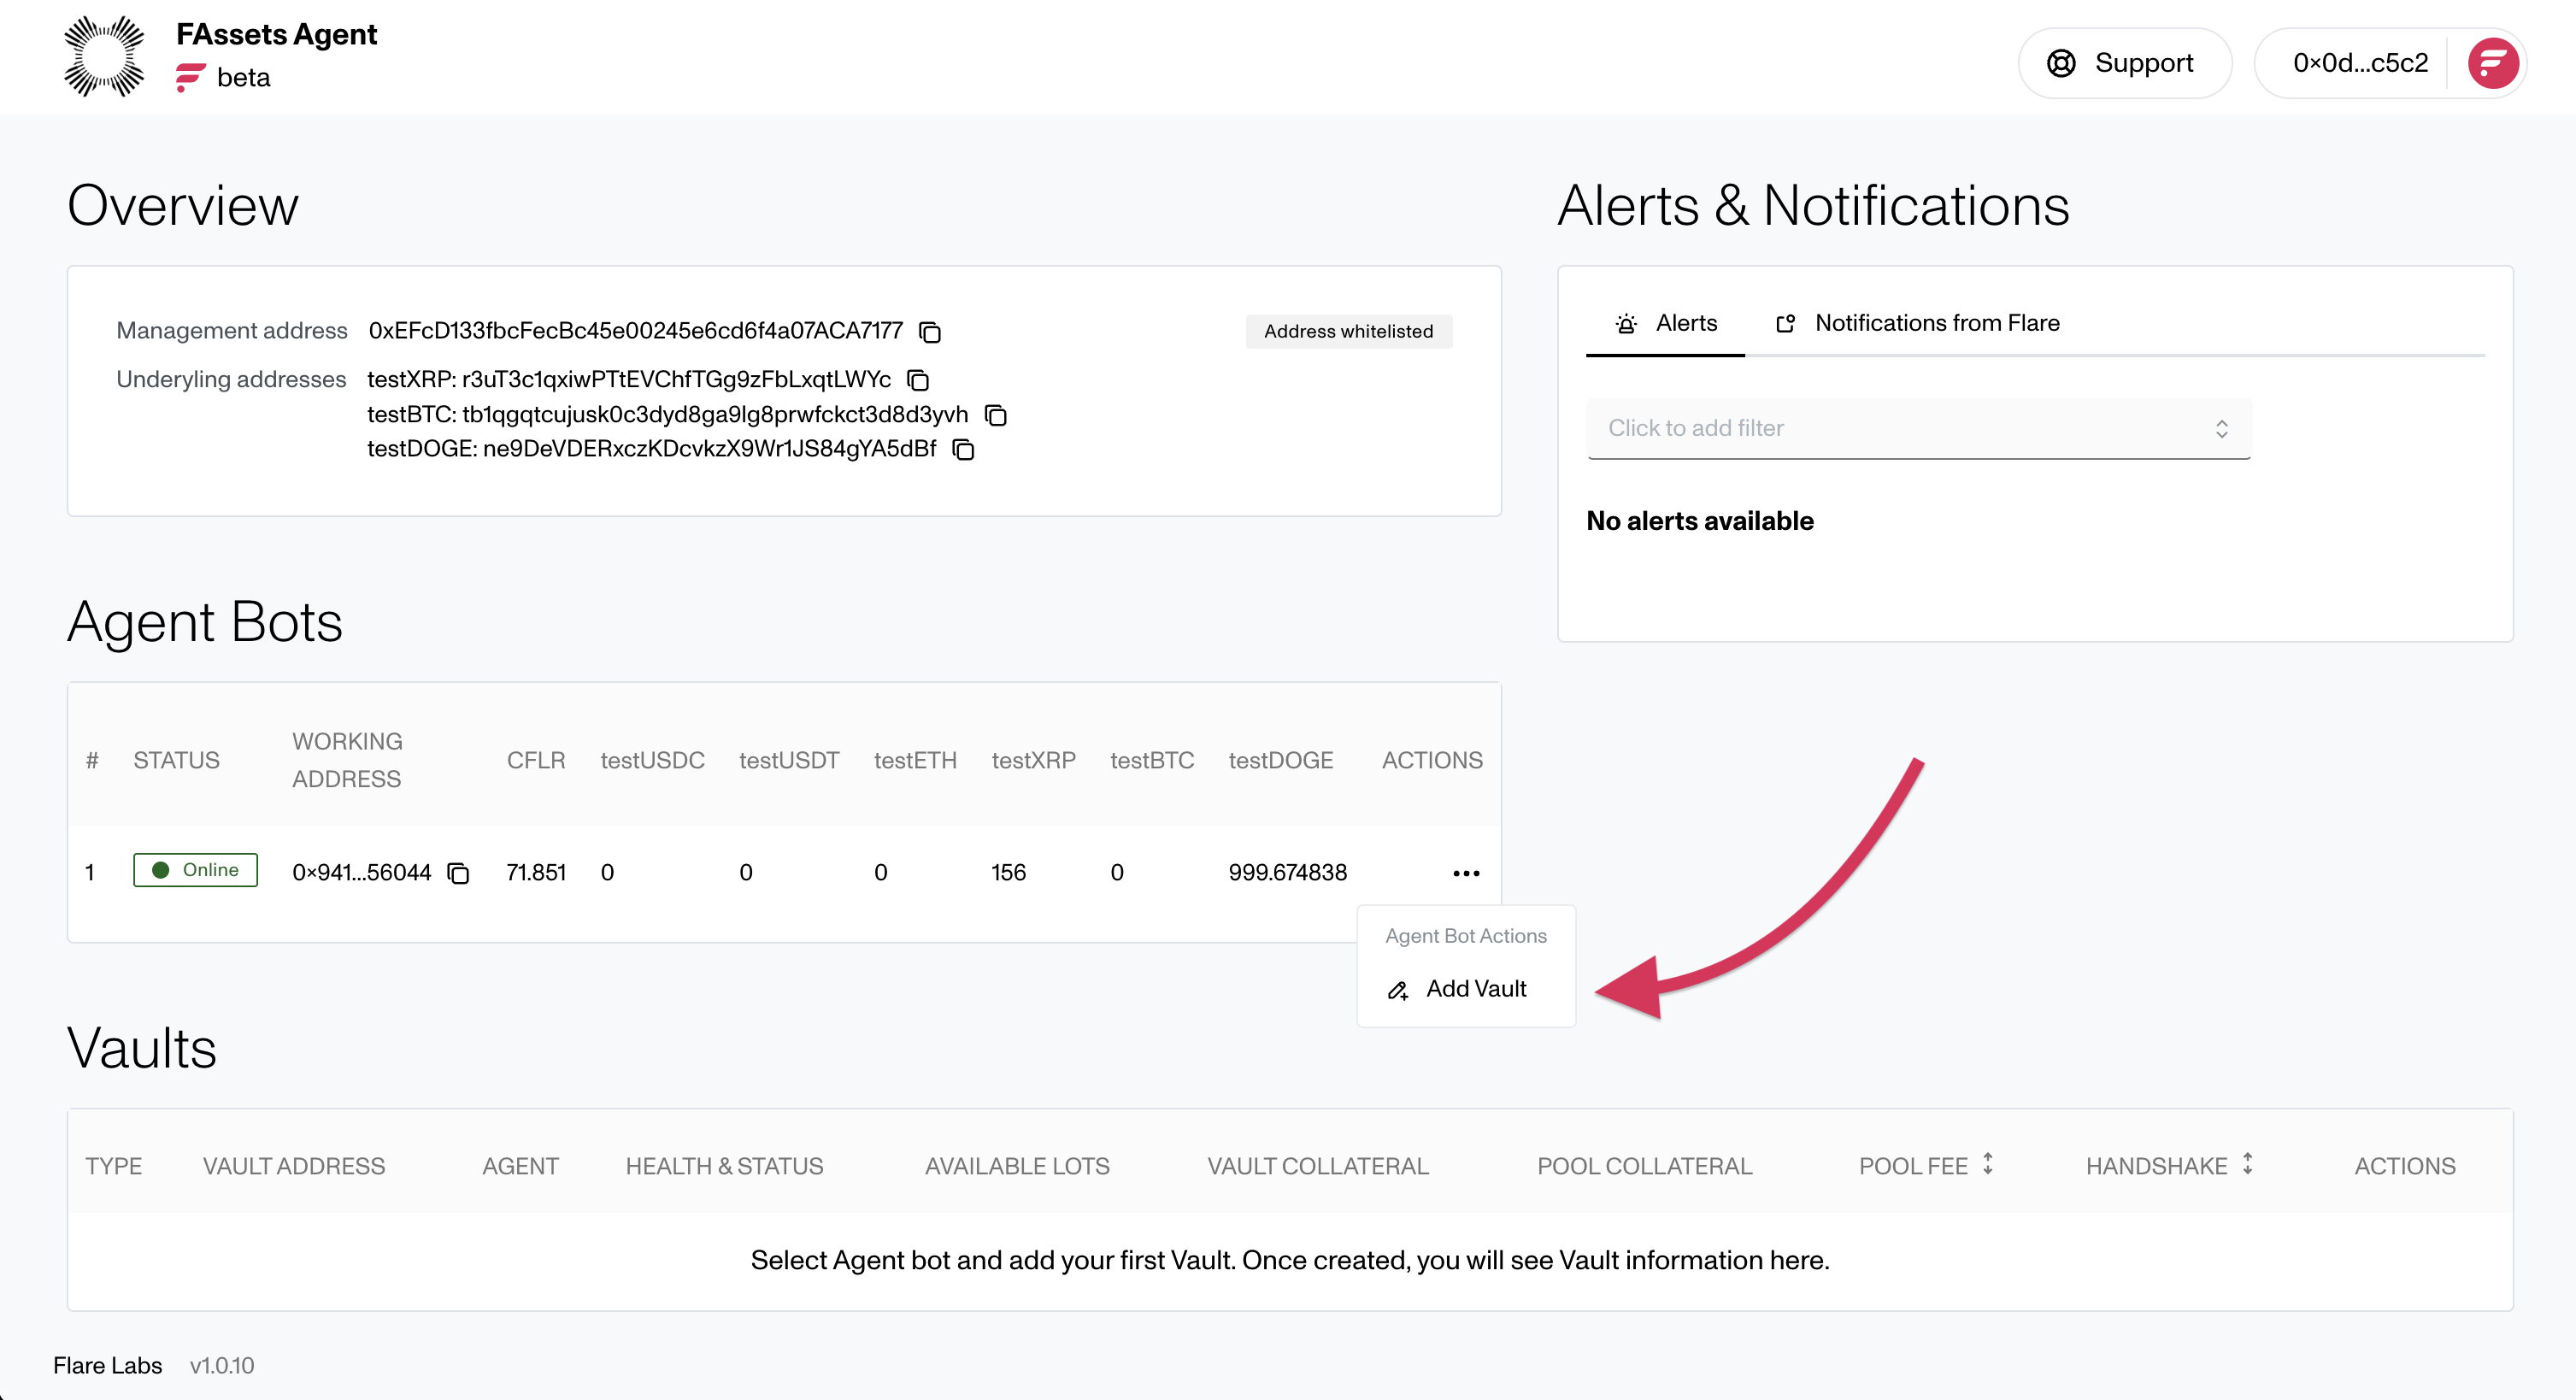 FAssets Agent
beta
Support
0×0d...c5c2
Overview
Management address 0xEFcD133fbcFecBc45e00245e6cd6f4a07ACA7177
Address whitelisted
Underyling addresses testXRP: r3uT3c1qxiwPTtEVChfTGg9zFbLxqtLWYc
testBTC: tb1qgqtcujusk0c3dyd8ga9lg8prwfckct3d8d3yvh
testDOGE: ne9DeVDERxczKDcvkzX9Wr1JS84gYA5dBf
Alerts & Notifications
Alerts Notifications from Flare
Click to add filter
No alerts available
Agent Bots
# STATUS WORKING ADDRESS CFLR testUSDC testUSDT testETH testXRP testBTC testDOGE ACTIONS
1 Online 0×941...56044 71.851 0 0 0 156 0 999.674838
Agent Bot Actions
Add Vault
Vaults
TYPE VAULT ADDRESS AGENT HEALTH & STATUS AVAILABLE LOTS VAULT COLLATERAL POOL COLLATERAL POOL FEE HANDSHAKE ACTIONS
Select Agent bot and add your first Vault. Once created, you will see Vault information here.
Flare Labs v1.0.10